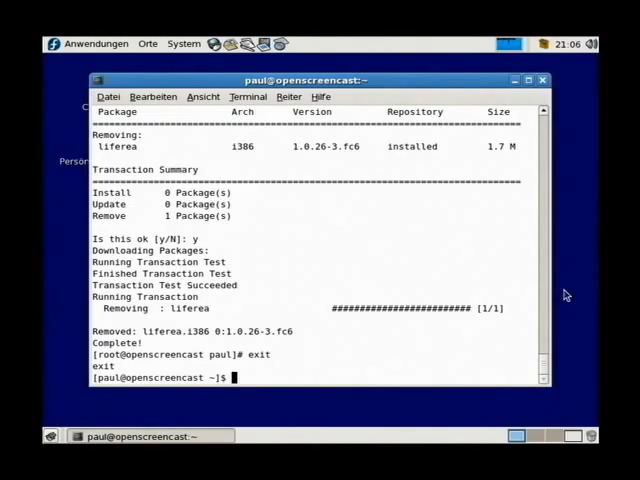 Anwendungen Orte System 21:06
paul@openscreencast:~
Datei Bearbeiten Ansicht Terminal Reiter Hilfe
Package Arch Version Repository Size
================================================================================
Removing:
liferea i386 1.0.26-3.fc6 installed 1.7 M
Transaction Summary
================================================================================
Install 0 Package(s)
Update 0 Package(s)
Remove 1 Package(s)
Is this ok [y/N]: y
Downloading Packages:
Running Transaction Test
Finished Transaction Test
Transaction Test Succeeded
Running Transaction
Removing : liferea ######################### [1/1]
Removed: liferea.i386 0:1.0.26-3.fc6
Complete!
[root@openscreencast paul]# exit
exit
[paul@openscreencast ~]$
paul@openscreencast:~